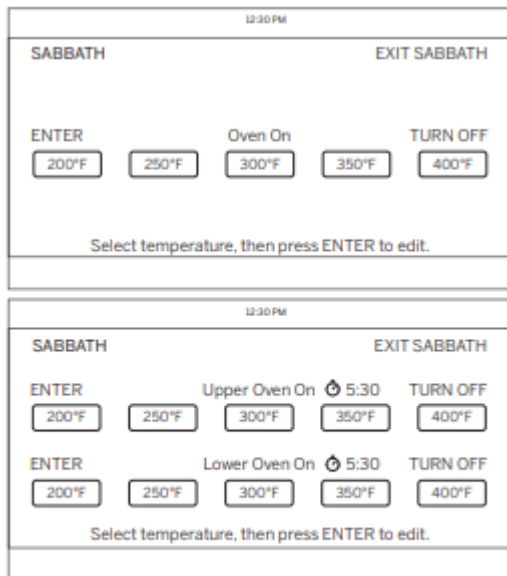 12:30 PM
SABBATH EXIT SABBATH
ENTER Oven On TURN OFF
200°F 250°F 300°F 350°F 400°F
Select temperature, then press ENTER to edit.
12:30 PM
SABBATH EXIT SABBATH
ENTER Upper Oven On 5:30 TURN OFF
200°F 250°F 300°F 350°F 400°F
ENTER Lower Oven On 5:30 TURN OFF
200°F 250°F 300°F 350°F 400°F
Select temperature, then press ENTER to edit.